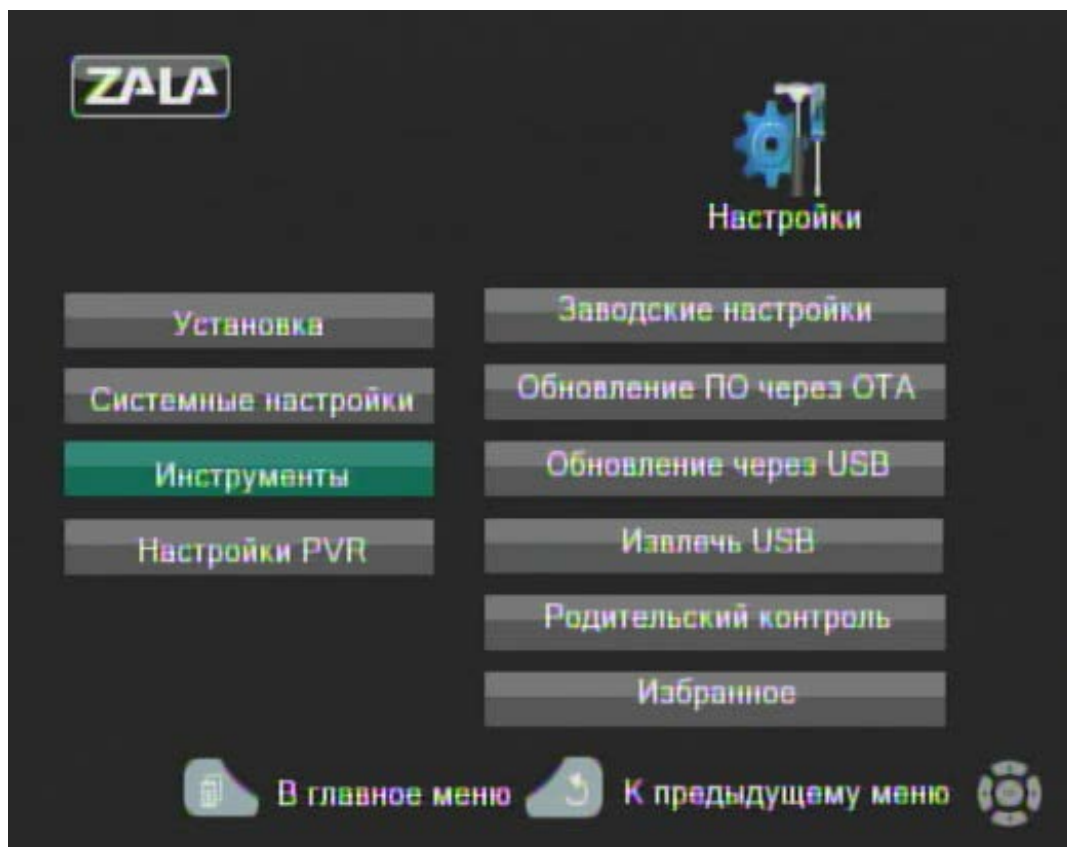 ZALA
Настройки
Установка
Системные настройки
Инструменты
Настройки PVR
Заводские настройки
Обновление ПО через OTA
Обновление через USB
Извлечь USB
Родительский контроль
Избранное
В главное меню
К предыдущему меню